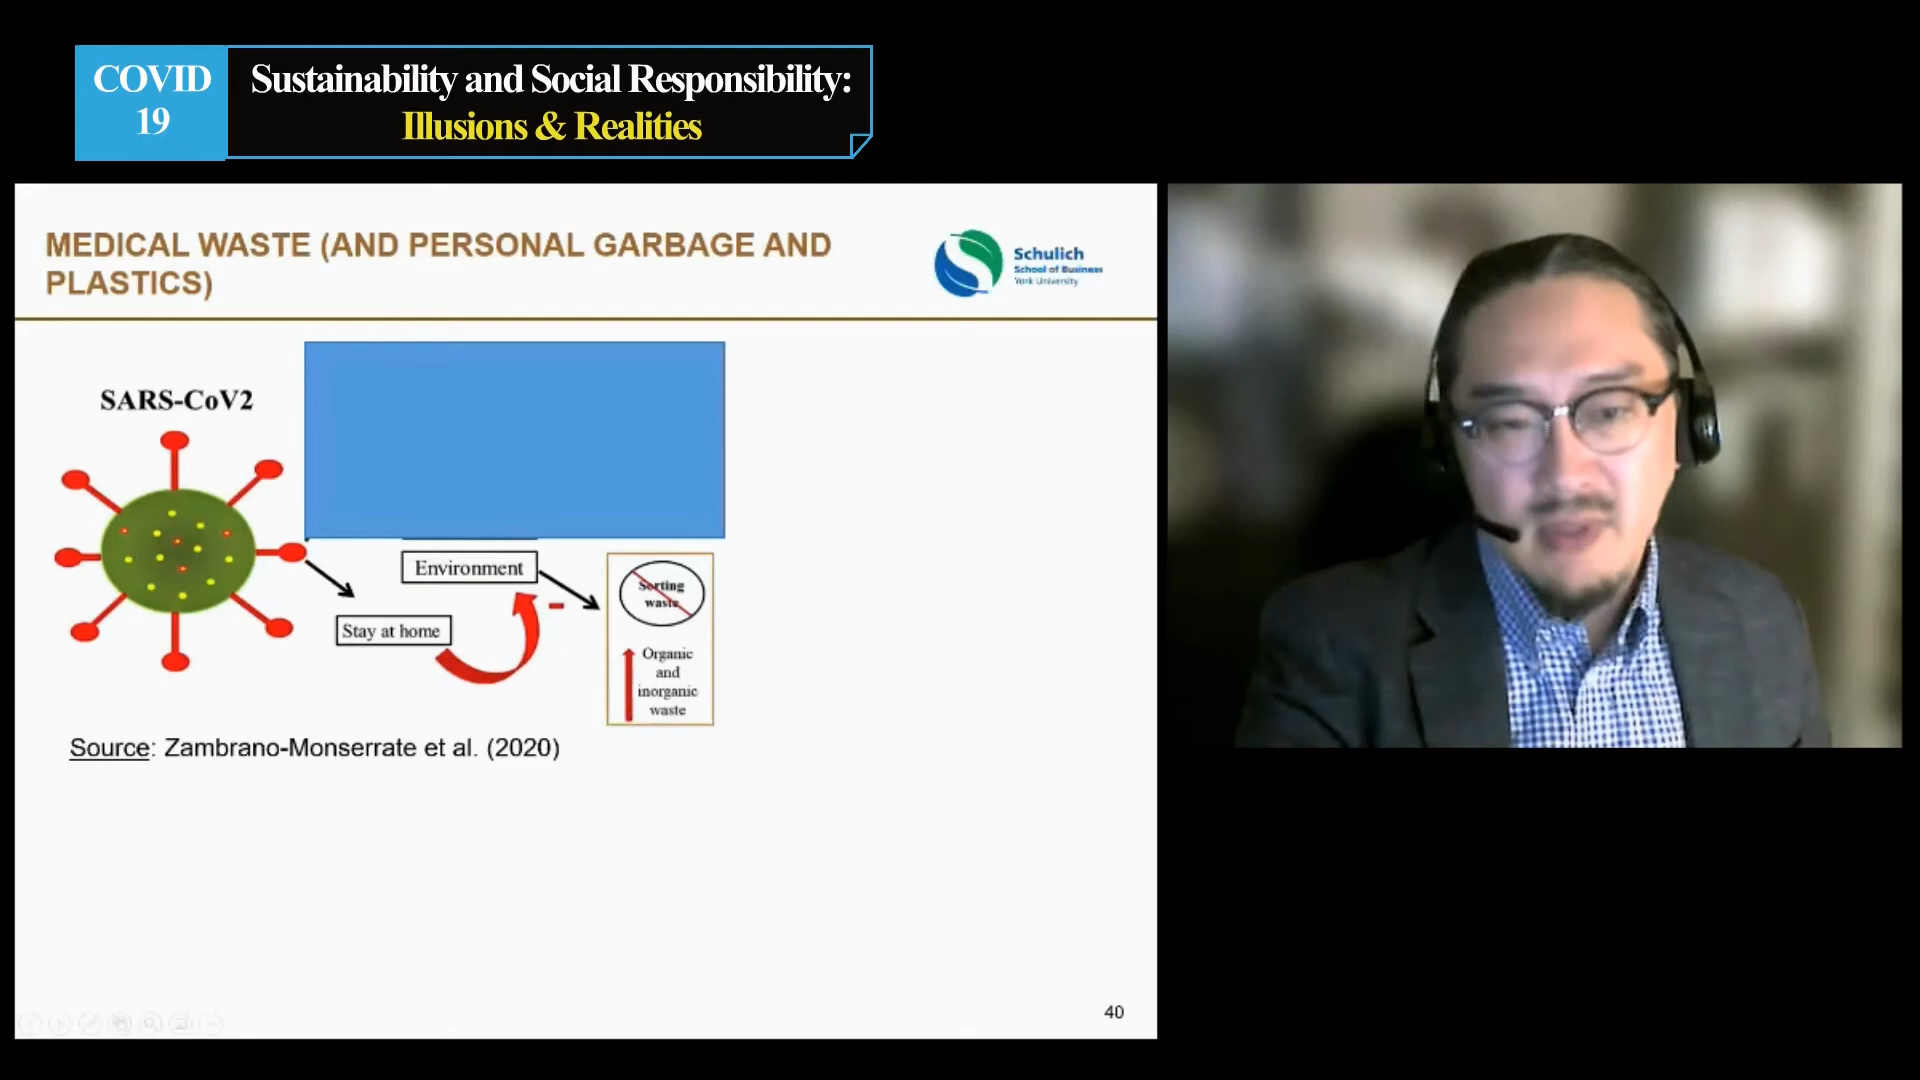 COVID
19
Sustainability and Social Responsibility:
Illusions & Realities
MEDICAL WASTE (AND PERSONAL GARBAGE AND
PLASTICS)
Schulich
School of Business
York University
SARS-CoV2
Environment
Sorting
waste
Stay at home
Organic
and
inorganic
waste
Source: Zambrano-Monserrate et al. (2020)
40